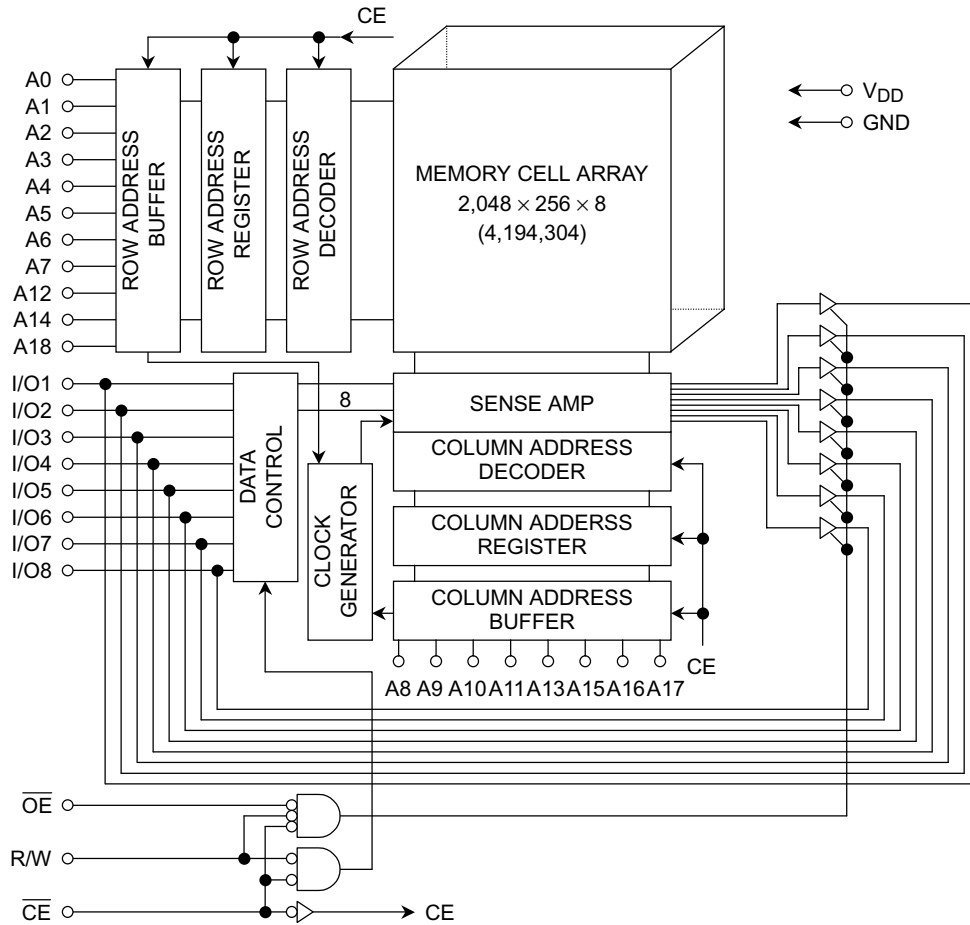 CE
A0
A1
A2
A3
A4
A5
A6
A7
A12
A14
A18
ROW ADDRESS
BUFFER
ROW ADDRESS
REGISTER
ROW ADDRESS
DECODER
MEMORY CELL ARRAY
2,048 × 256 × 8
(4,194,304)
VDD
GND
I/O1
I/O2
I/O3
I/O4
I/O5
I/O6
I/O7
I/O8
DATA
CONTROL
8
CLOCK
GENERATOR
SENSE AMP
COLUMN ADDRESS
DECODER
COLUMN ADDERSS
REGISTER
COLUMN ADDRESS
BUFFER
CE
A8 A9 A10 A11 A13 A15 A16 A17
OE
R/W
CE
CE